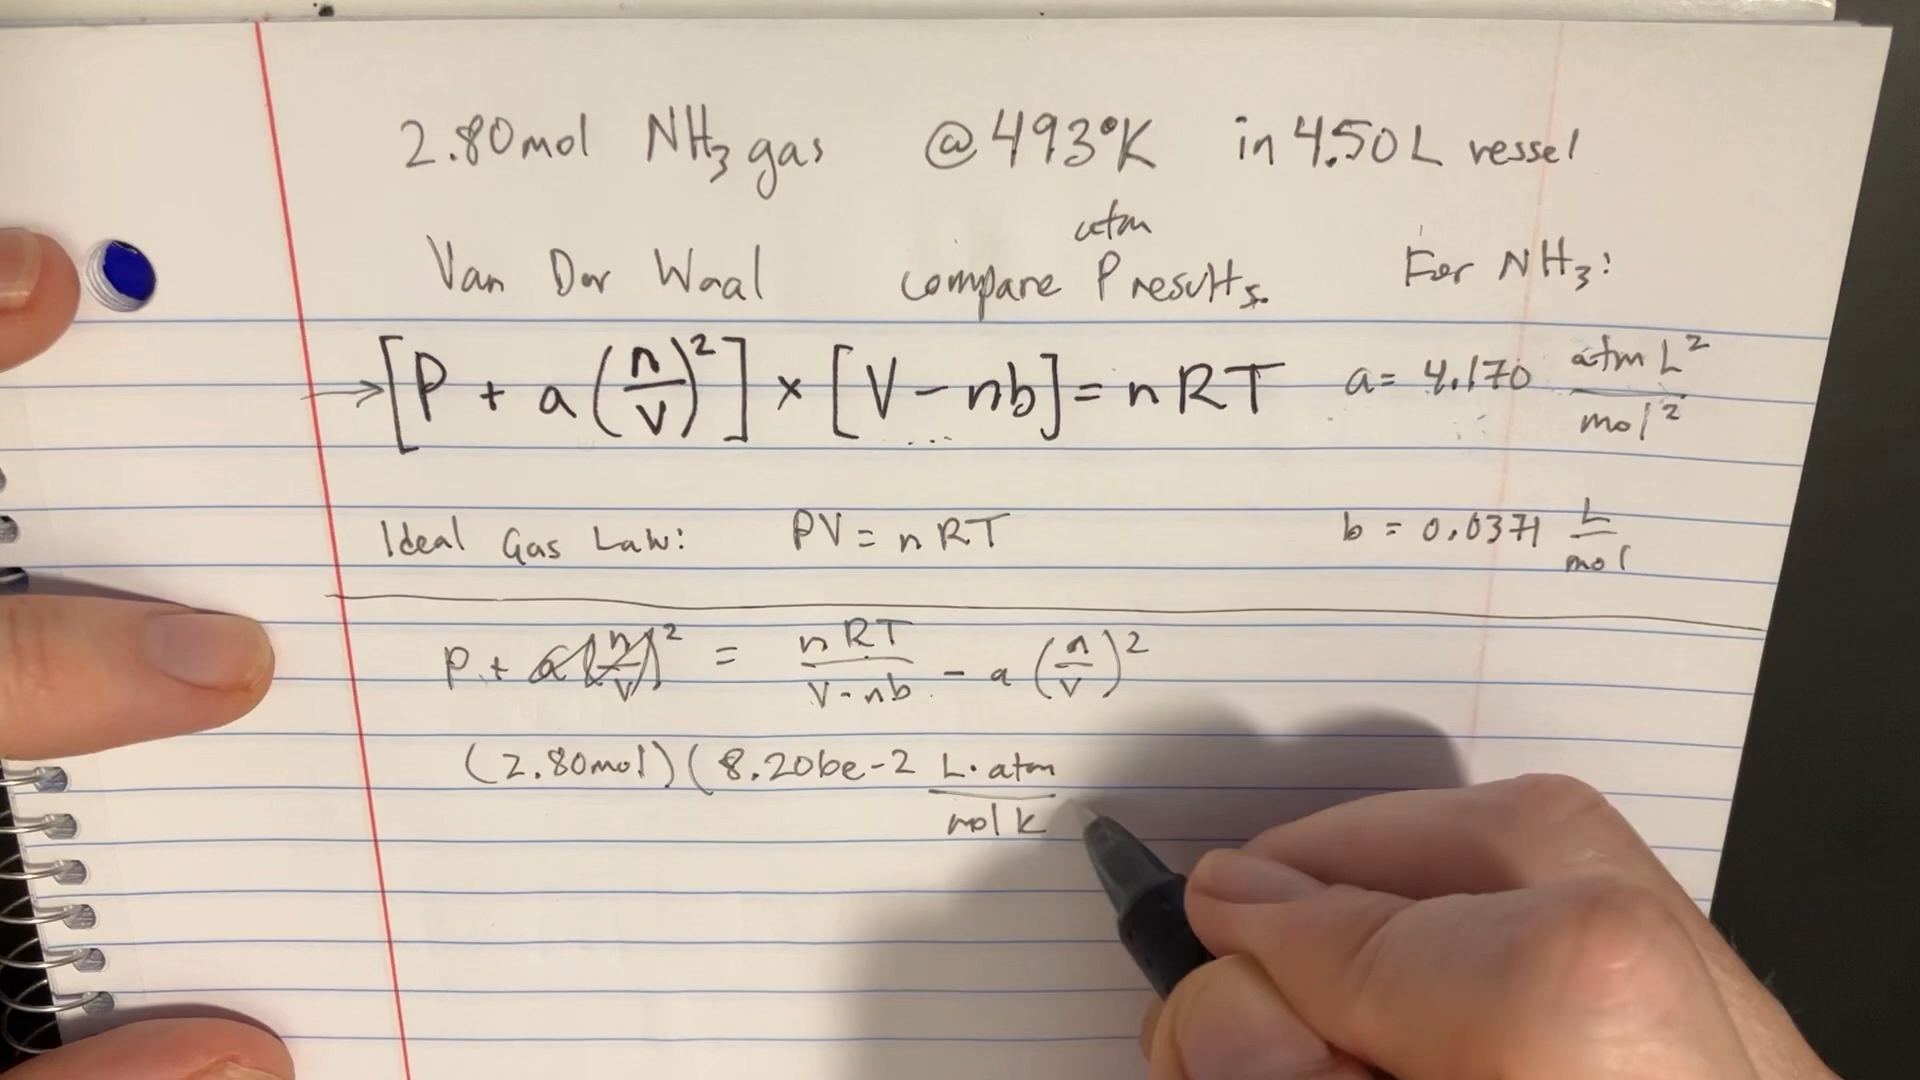 2.80mol NH₃ gas @ 493°K in 4.50L vessel
atm
Van Der Waal compare P results. For NH₃:
→ [P + a(n/V)²] × [V - nb] = nRT a = 4.170 atm L²/mol²
Ideal Gas Law: PV = nRT b = 0.0371 L/mol
P + a(n/V)² = nRT/V-nb - a(n/V)²
(2.80mol)(8.206e-2 L·atm/mol k